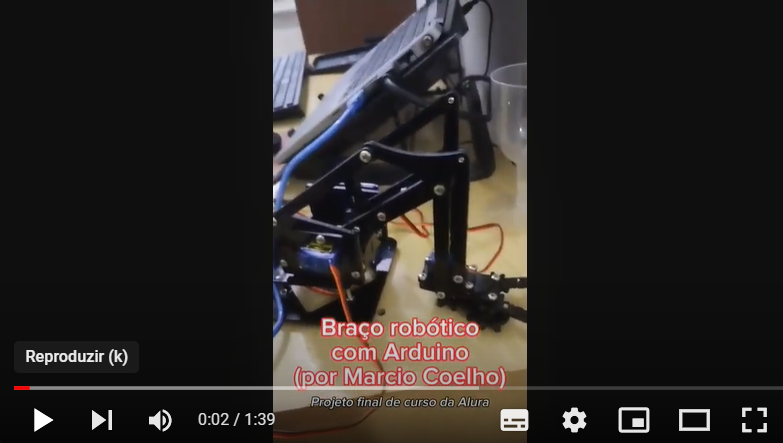 Braço robótico
com Arduino
(por Marcio Coelho)
Projeto final de curso da Alura
Reproduzir (k)
0:02 / 1:39